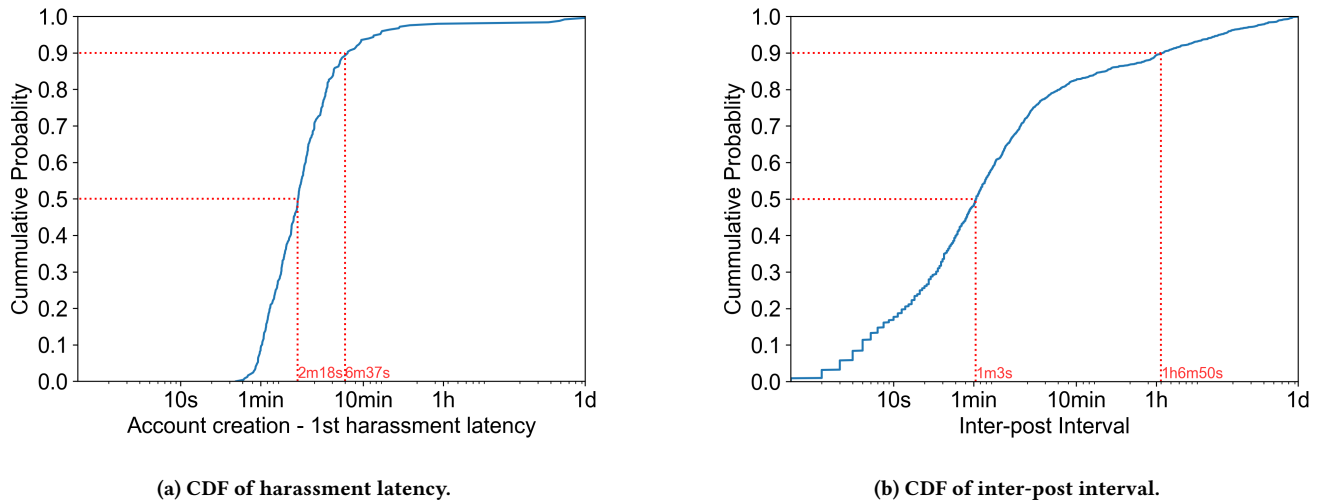 1.0
0.9
0.8
0.7
0.6
0.5
0.4
0.3
0.2
0.1
0.0
Cummulative Probablity
2m18s
6m37s
10s
1min
10min
1h
1d
Account creation - 1st harassment latency
(a) CDF of harassment latency.
1.0
0.9
0.8
0.7
0.6
0.5
0.4
0.3
0.2
0.1
0.0
Cummulative Probablity
1m3s
1h6m50s
10s
1min
10min
1h
1d
Inter-post Interval
(b) CDF of inter-post interval.